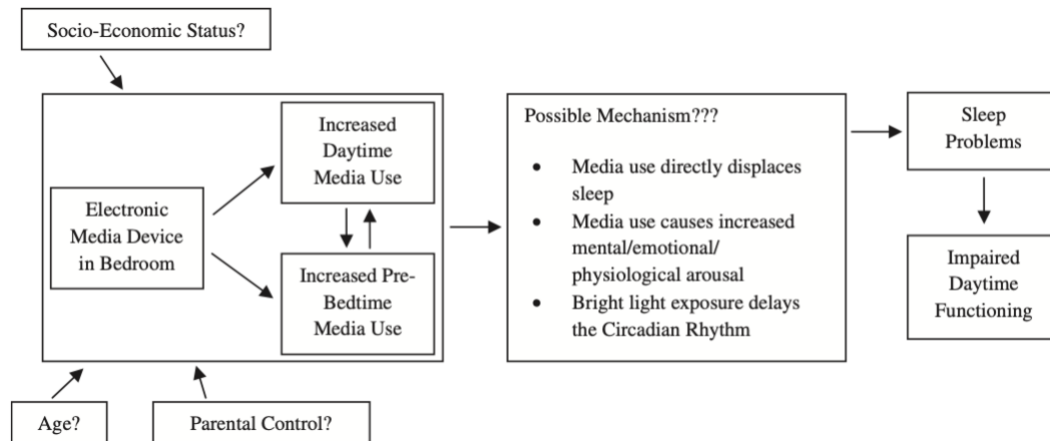 Socio-Economic Status?
Increased
Daytime
Media Use
Electronic
Media Device
in Bedroom
Increased Pre-
Bedtime
Media Use
Possible Mechanism???
• Media use directly displaces
sleep
• Media use causes increased
mental/emotional/
physiological arousal
• Bright light exposure delays
the Circadian Rhythm
Sleep
Problems
Impaired
Daytime
Functioning
Age?
Parental Control?